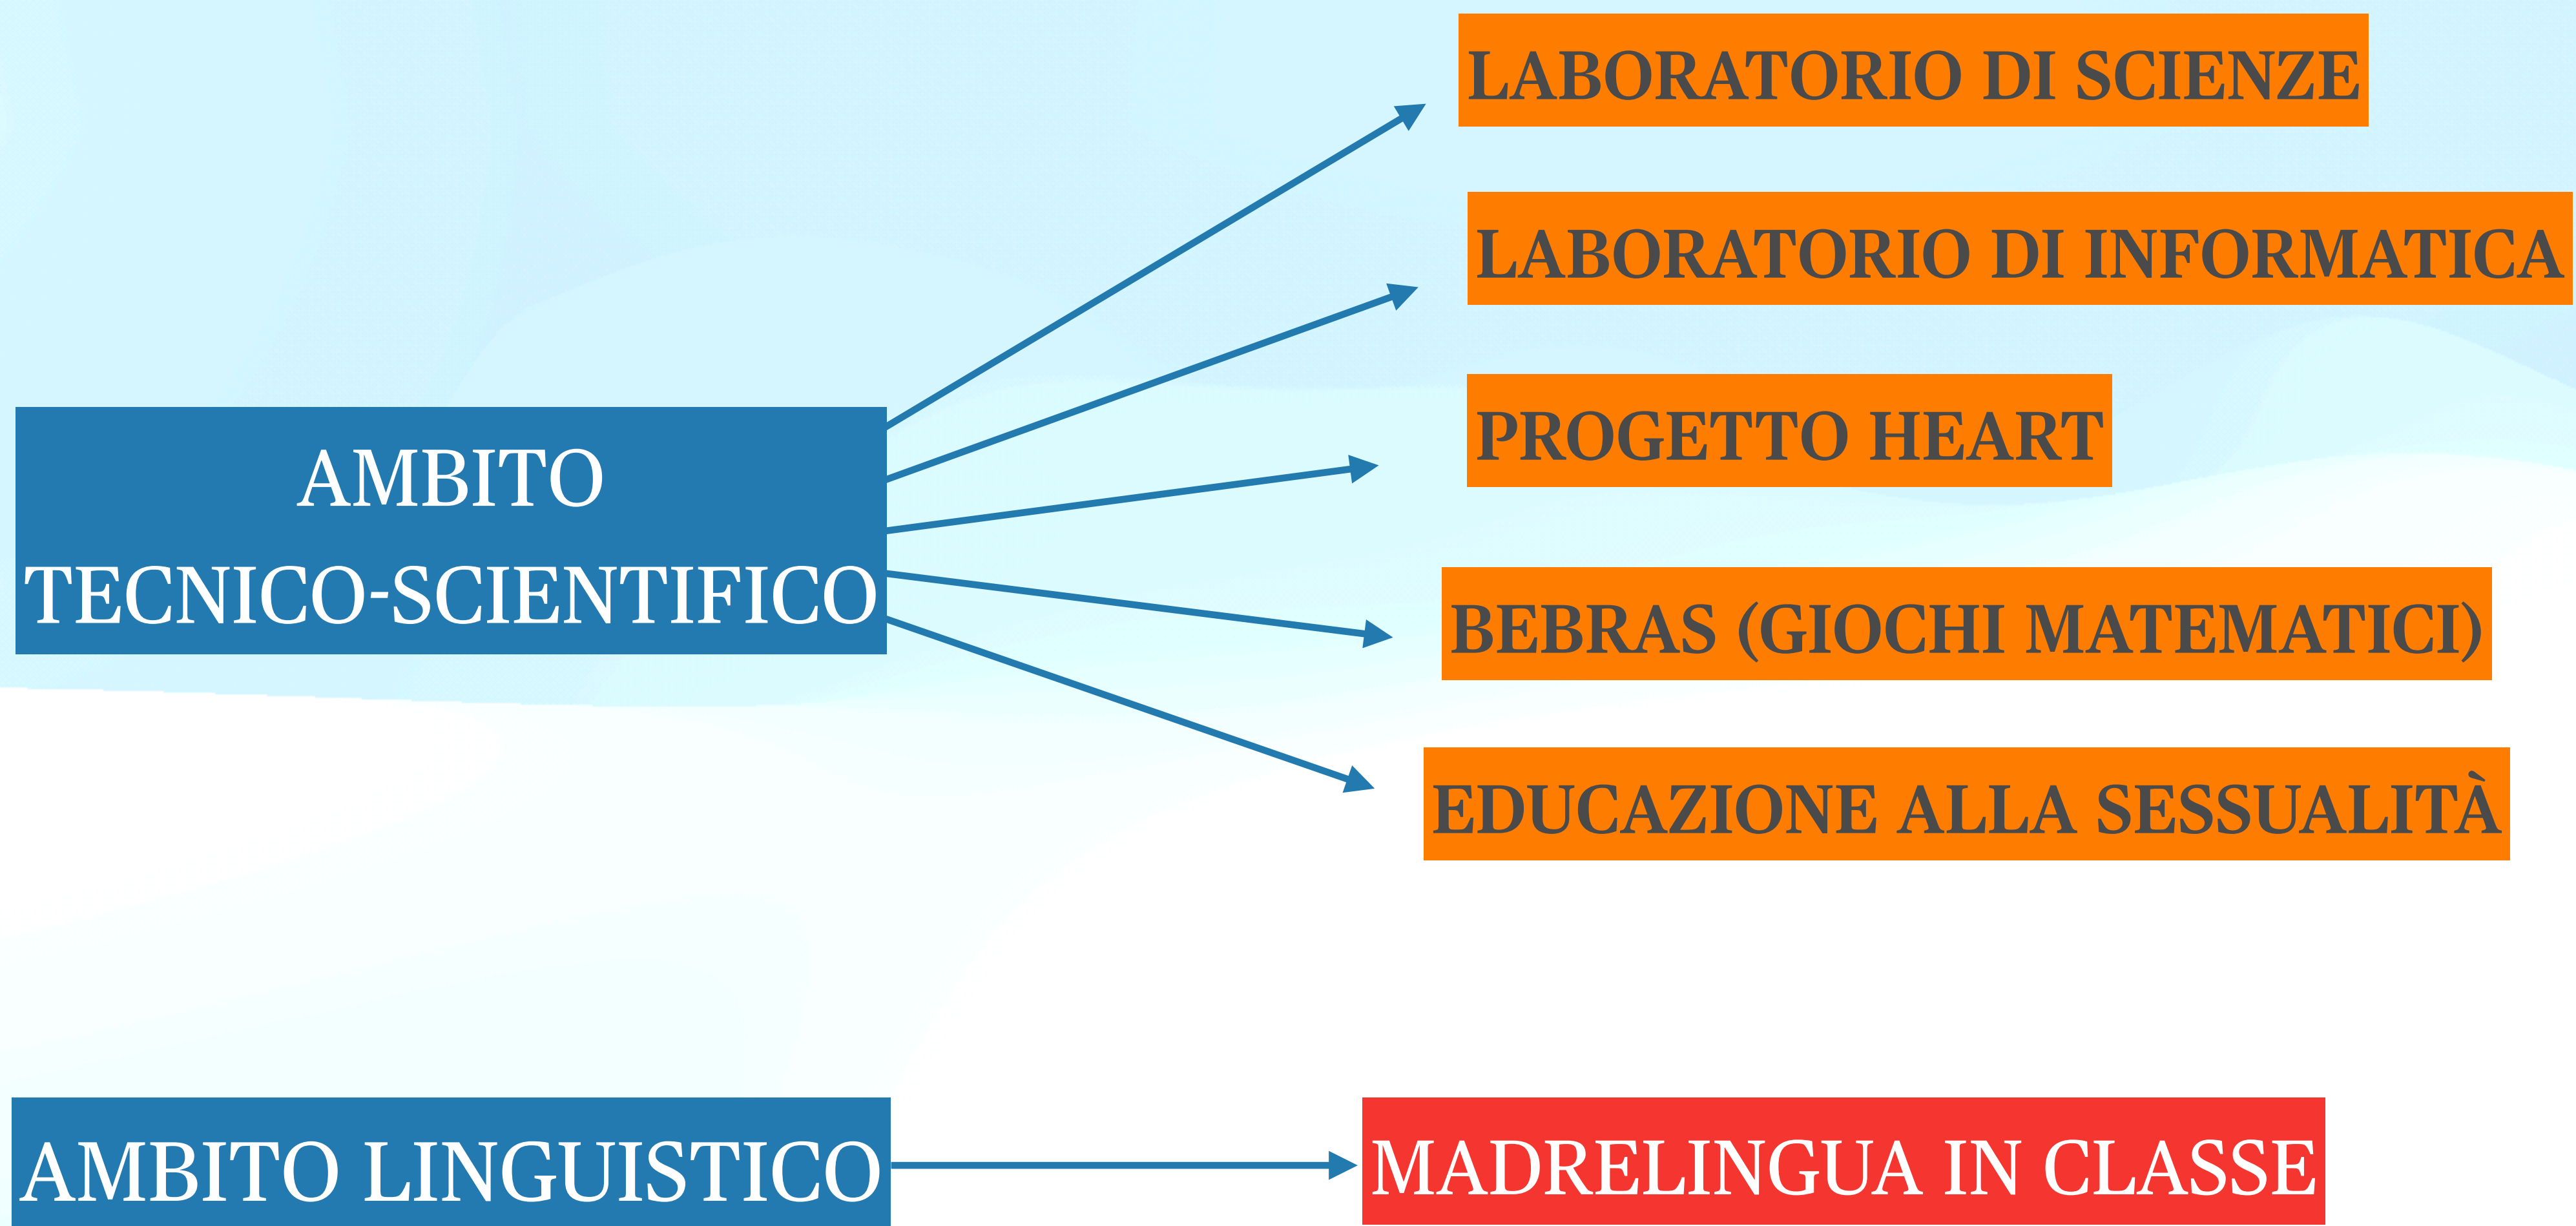 AMBITO
TECNICO-SCIENTIFICO
LABORATORIO DI SCIENZE
LABORATORIO DI INFORMATICA
PROGETTO HEART
BEBRAS (GIOCHI MATEMATICI)
EDUCAZIONE ALLA SESSUALITÀ
AMBITO LINGUISTICO
MADRELINGUA IN CLASSE